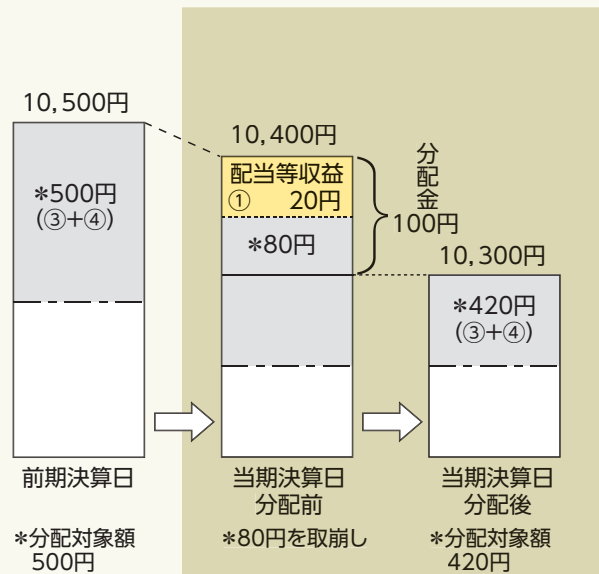 10,500円
＊500円
(③+④)
前期決算日
＊分配対象額
500円
10,400円
配当等収益
① 20円
＊80円
分配金
100円
当期決算日
分配前
＊80円を取崩し
10,300円
＊420円
(③+④)
当期決算日
分配後
＊分配対象額
420円